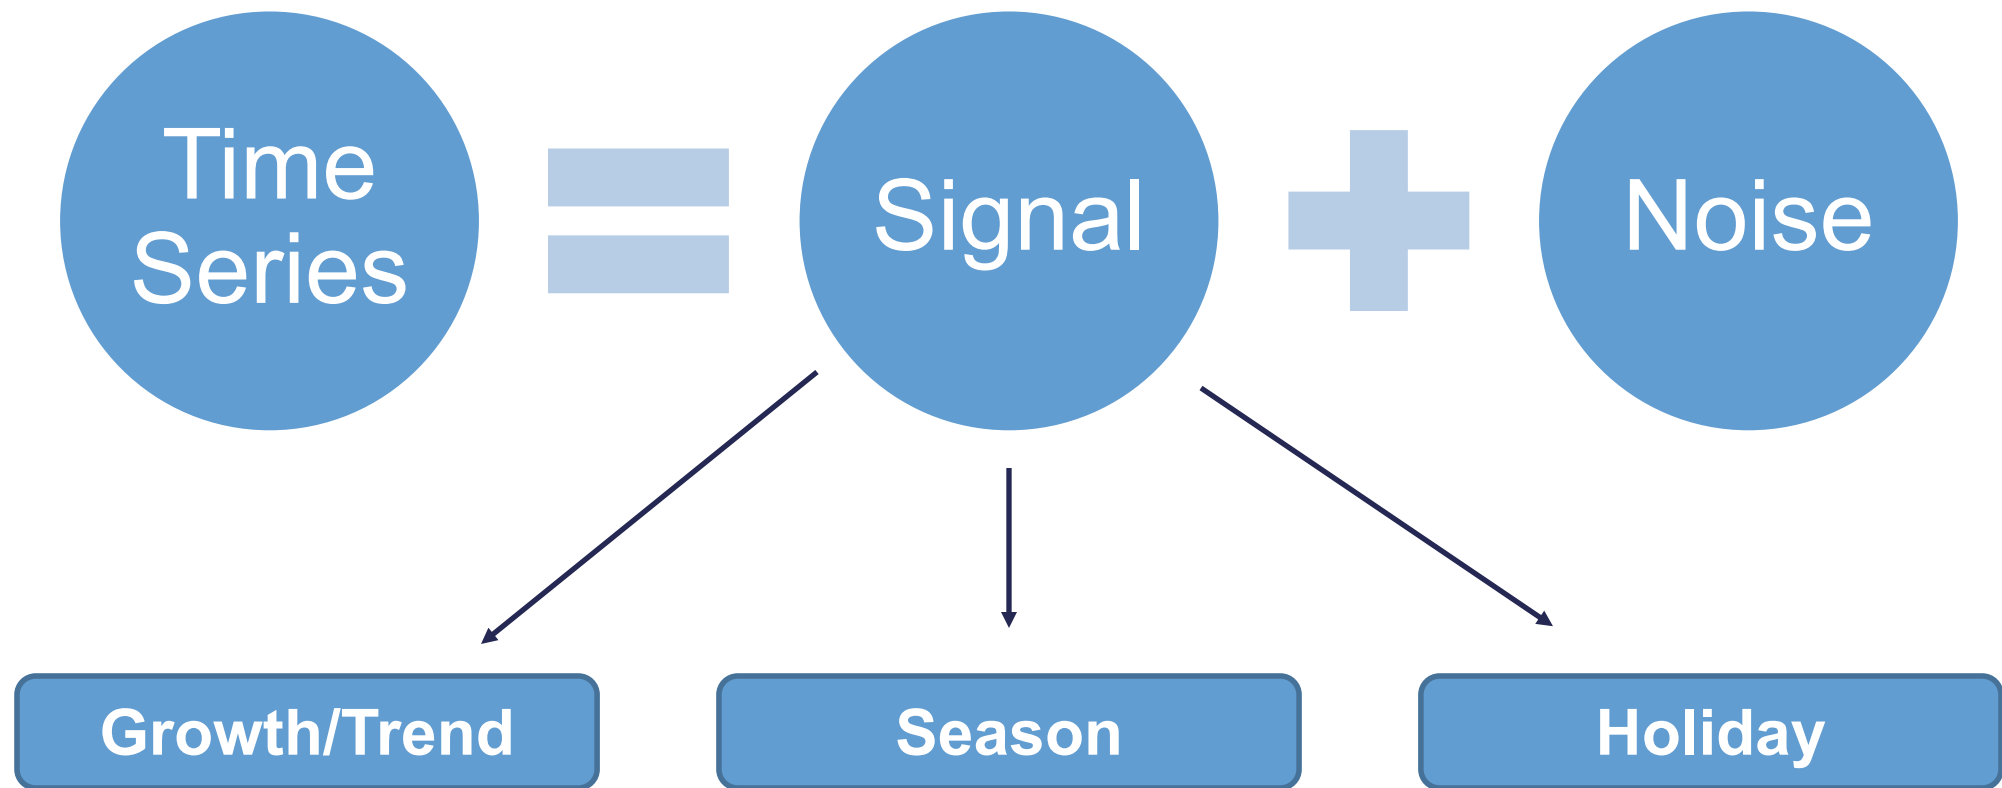 Time
Series
Signal
Noise
Growth/Trend
Season
Holiday